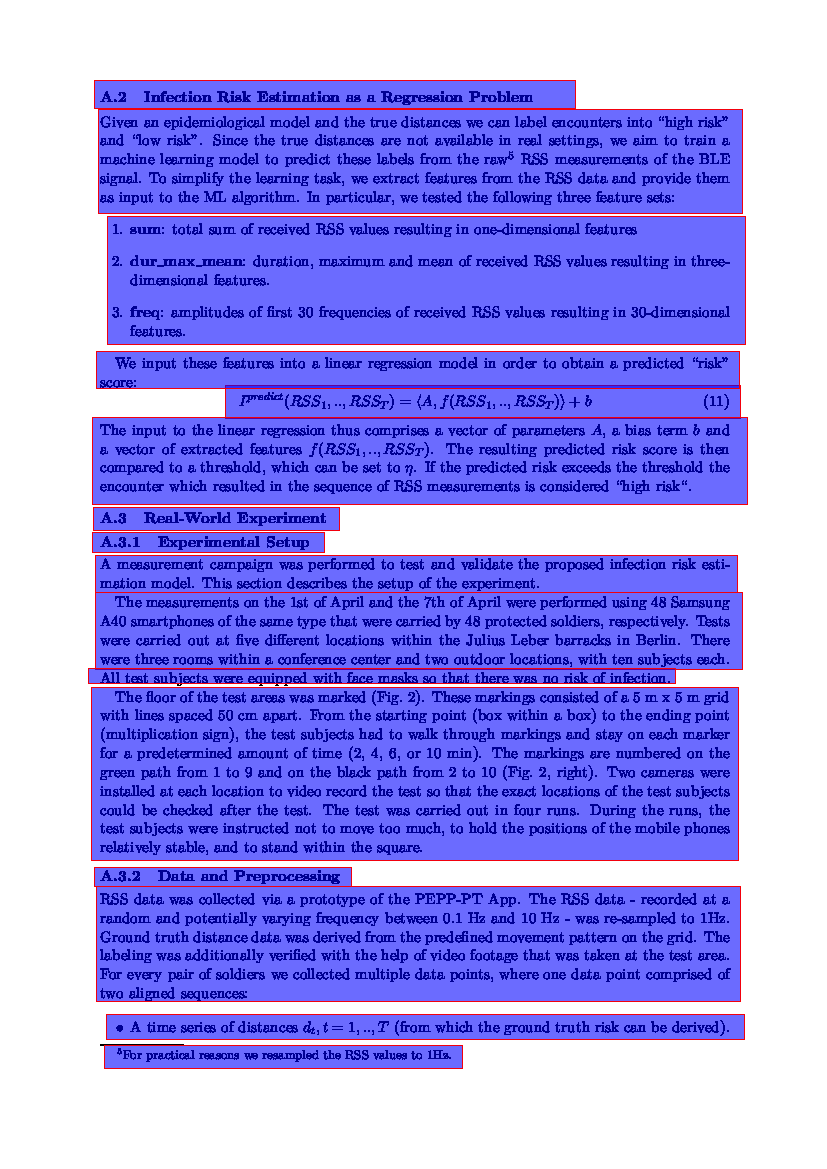 A.2 Infection Risk Estimation as a Regression Problem
Given an epidemiological model and the true distances we can label encounters into “high risk”
and “low risk”. Since the true distances are not available in real settings, we aim to train a
machine learning model to predict these labels from the raw⁵ RSS measurements of the BLE
signal. To simplify the learning task, we extract features from the RSS data and provide them
as input to the ML algorithm. In particular, we tested the following three feature sets:
1. sum: total sum of received RSS values resulting in one-dimensional features
2. dur_max_mean: duration, maximum and mean of received RSS values resulting in three-
dimensional features.
3. freq: amplitudes of first 30 frequencies of received RSS values resulting in 30-dimensional
features.
We input these features into a linear regression model in order to obtain a predicted “risk”
score:
I^{predict}(RSS_1, .., RSS_T) = ⟨A, f(RSS_1, .., RSS_T)⟩ + b (11)
The input to the linear regression thus comprises a vector of parameters A, a bias term b and
a vector of extracted features f(RSS_1, .., RSS_T). The resulting predicted risk score is then
compared to a threshold, which can be set to η. If the predicted risk exceeds the threshold the
encounter which resulted in the sequence of RSS measurements is considered “high risk“.
A.3 Real-World Experiment
A.3.1 Experimental Setup
A measurement campaign was performed to test and validate the proposed infection risk esti-
mation model. This section describes the setup of the experiment.
The measurements on the 1st of April and the 7th of April were performed using 48 Samsung
A40 smartphones of the same type that were carried by 48 protected soldiers, respectively. Tests
were carried out at five different locations within the Julius Leber barracks in Berlin. There
were three rooms within a conference center and two outdoor locations, with ten subjects each.
All test subjects were equipped with face masks so that there was no risk of infection.
The floor of the test areas was marked (Fig. 2). These markings consisted of a 5 m x 5 m grid
with lines spaced 50 cm apart. From the starting point (box within a box) to the ending point
(multiplication sign), the test subjects had to walk through markings and stay on each marker
for a predetermined amount of time (2, 4, 6, or 10 min). The markings are numbered on the
green path from 1 to 9 and on the black path from 2 to 10 (Fig. 2, right). Two cameras were
installed at each location to video record the test so that the exact locations of the test subjects
could be checked after the test. The test was carried out in four runs. During the runs, the
test subjects were instructed not to move too much, to hold the positions of the mobile phones
relatively stable, and to stand within the square.
A.3.2 Data and Preprocessing
RSS data was collected via a prototype of the PEPP-PT App. The RSS data - recorded at a
random and potentially varying frequency between 0.1 Hz and 10 Hz - was re-sampled to 1Hz.
Ground truth distance data was derived from the predefined movement pattern on the grid. The
labeling was additionally verified with the help of video footage that was taken at the test area.
For every pair of soldiers we collected multiple data points, where one data point comprised of
two aligned sequences:
• A time series of distances d_t, t = 1, .., T (from which the ground truth risk can be derived).
⁵For practical reasons we resampled the RSS values to 1Hz.